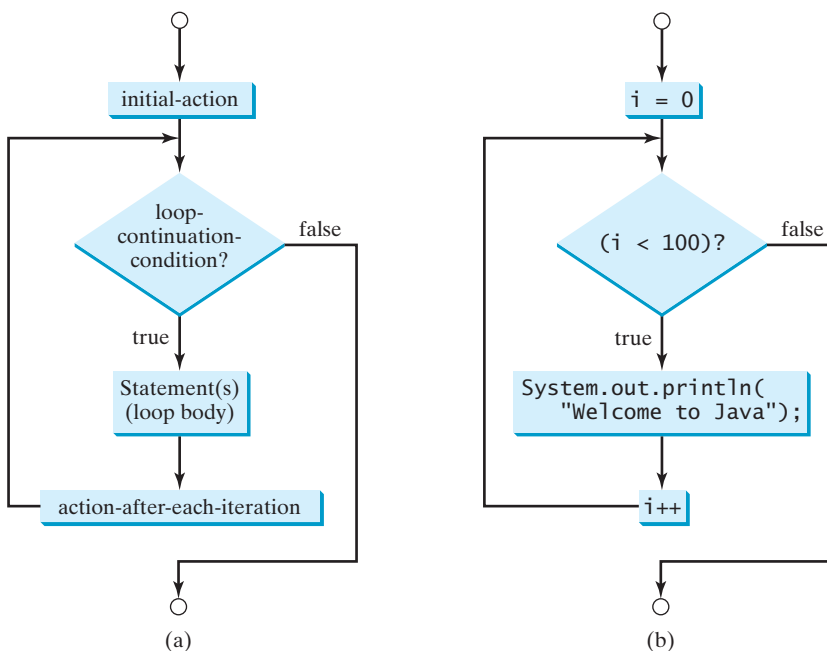 initial-action
loop-
continuation-
condition?
false
true
Statement(s)
(loop body)
action-after-each-iteration
(a)
i = 0
(i < 100)?
false
true
System.out.println(
"Welcome to Java");
i++
(b)